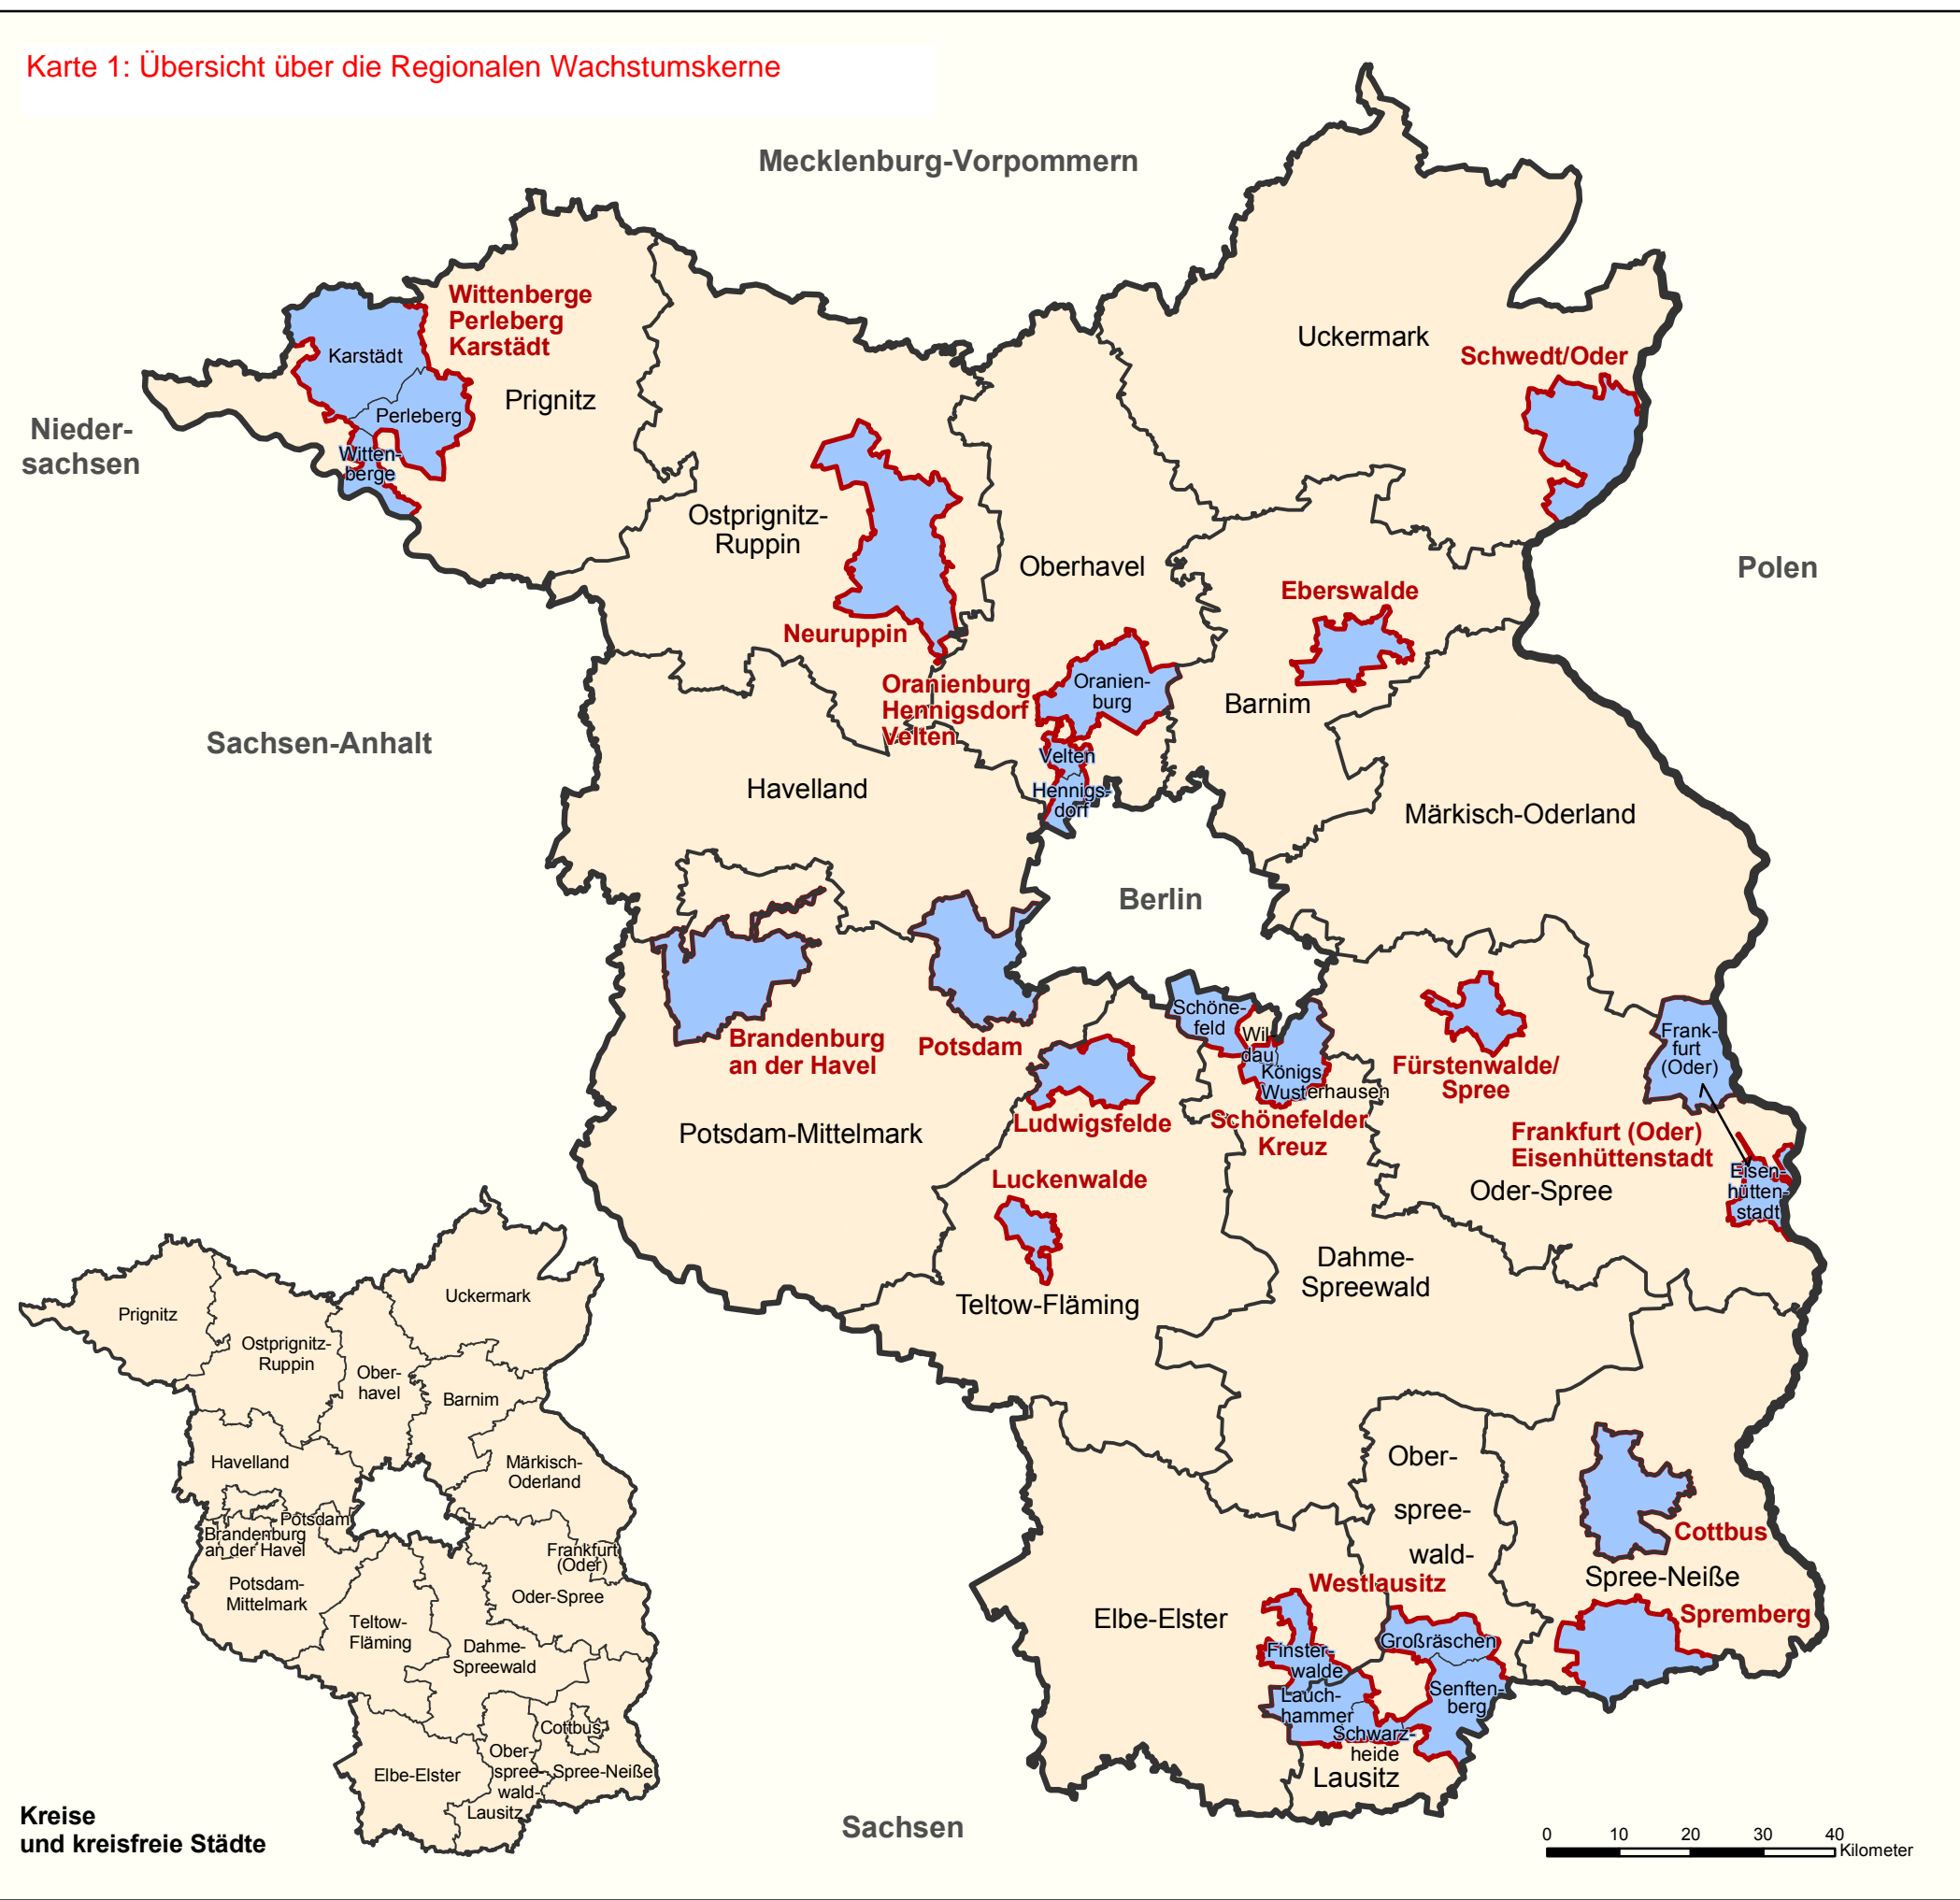 Karte 1: Übersicht über die Regionalen Wachstumskerne
Mecklenburg-Vorpommern
Nieder-
sachsen
Sachsen-Anhalt
Polen
Berlin
Sachsen
Wittenberge
Perleberg
Karstädt
Karstädt
Perleberg
Witten-
berge
Prignitz
Uckermark
Schwedt/Oder
Ostprignitz-
Ruppin
Neuruppin
Oberhavel
Eberswalde
Barnim
Oranienburg
Hennigsdorf
Velten
Oranien-
burg
Velten
Hennigs-
dorf
Havelland
Märkisch-Oderland
Brandenburg
an der Havel
Potsdam
Schöne-
feld
Wil-
dau
Königs
Wusterhausen
Schönefelder
Kreuz
Fürstenwalde/
Spree
Frank-
furt
(Oder)
Frankfurt (Oder)
Eisenhüttenstadt
Eisen-
hütten-
stadt
Oder-Spree
Potsdam-Mittelmark
Ludwigsfelde
Luckenwalde
Teltow-Fläming
Dahme-
Spreewald
Ober-
spree-
wald-
Lausitz
Cottbus
Spree-Neiße
Spremberg
Elbe-Elster
Westlausitz
Finster-
walde
Großräschen
Senften-
berg
Lauch-
hammer
Schwarz-
heide
Prignitz
Ostprignitz-
Ruppin
Uckermark
Ober-
havel
Barnim
Havelland
Märkisch-
Oderland
Potsdam
Brandenburg
an der Havel
Frankfurt
(Oder)
Potsdam-
Mittelmark
Oder-Spree
Teltow-
Fläming
Dahme-
Spreewald
Cottbus
Ober-
spree-
wald-
Lausitz
Spree-Neiße
Elbe-Elster
Kreise
und kreisfreie Städte
0 10 20 30 40
Kilometer